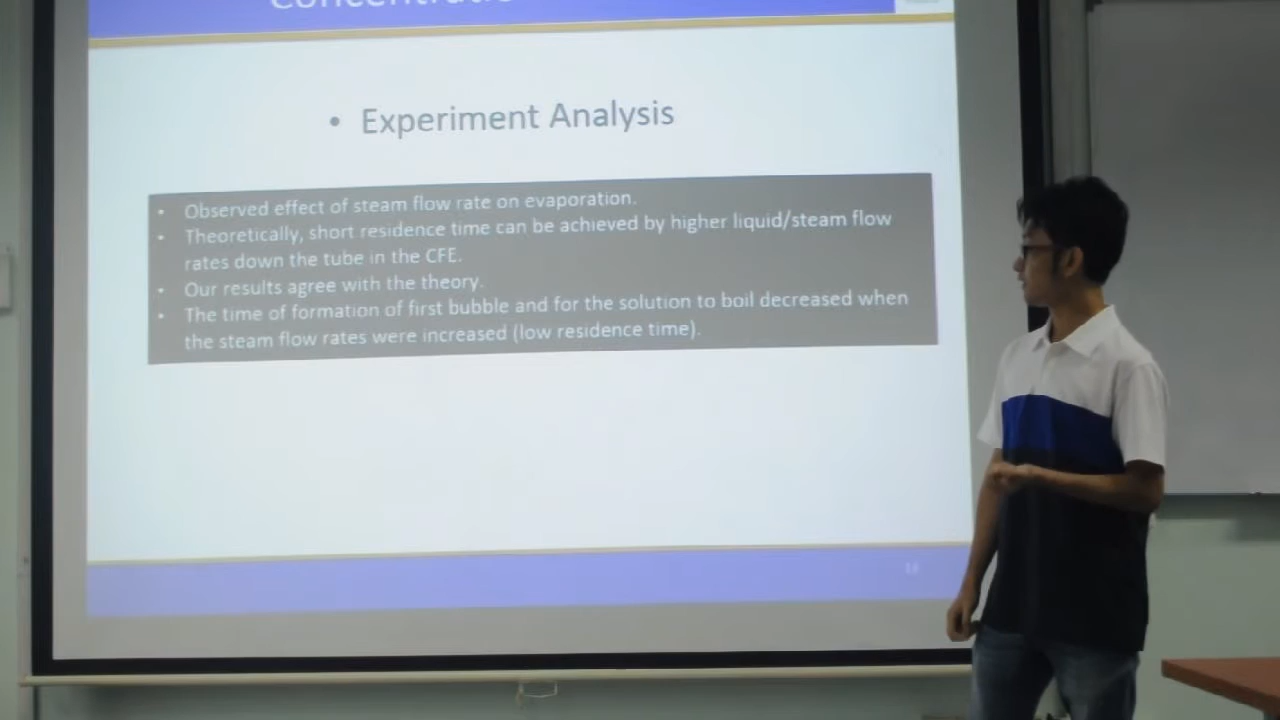 • Experiment Analysis
• Observed effect of steam flow rate on evaporation.
• Theoretically, short residence time can be achieved by higher liquid/steam flow
rates down the tube in the CFE.
• Our results agree with the theory.
• The time of formation of first bubble and for the solution to boil decreased when
the steam flow rates were increased (low residence time).